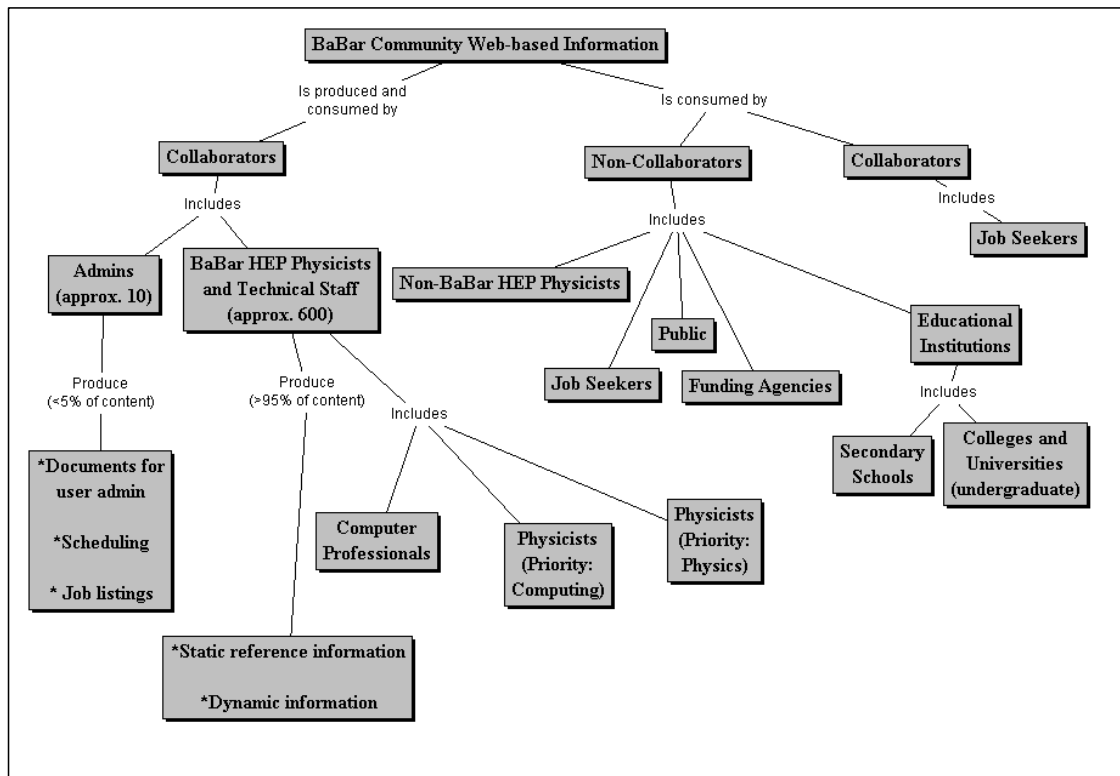 BaBar Community Web-based Information
Is produced and
consumed by
Is consumed by
Collaborators
Non-Collaborators
Collaborators
Includes
Includes
Includes
Job Seekers
Admins
(approx. 10)
BaBar HEP Physicists
and Technical Staff
(approx. 600)
Non-BaBar HEP Physicists
Public
Educational
Institutions
Job Seekers
Funding Agencies
Produce
(<5% of content)
Produce
(>95% of content)
Includes
Includes
*Documents for
user admin
*Scheduling
* Job listings
Secondary
Schools
Colleges and
Universities
(undergraduate)
Computer
Professionals
Physicists
(Priority:
Computing)
Physicists
(Priority:
Physics)
*Static reference information
*Dynamic information